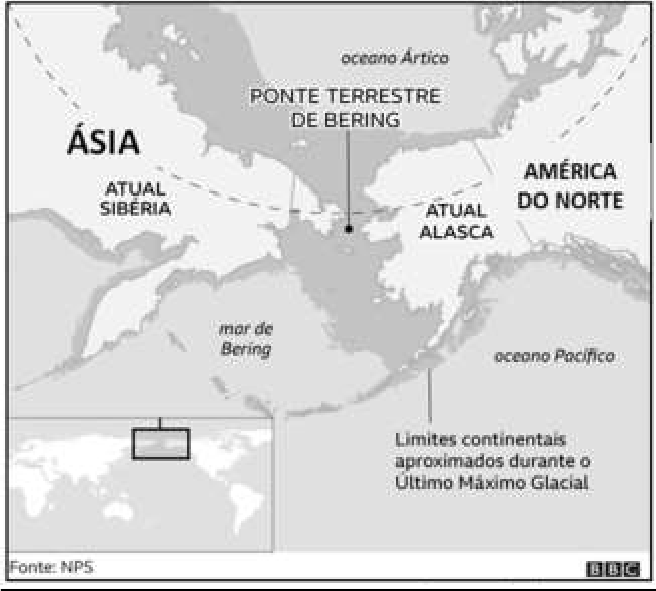 oceano Ártico
PONTE TERRESTRE
DE BERING
ÁSIA
ATUAL
SIBÉRIA
AMÉRICA
DO NORTE
ATUAL
ALASCA
mar de
Bering
oceano Pacífico
Limites continentais
aproximados durante o
Último Máximo Glacial
Fonte: NPS
BBC